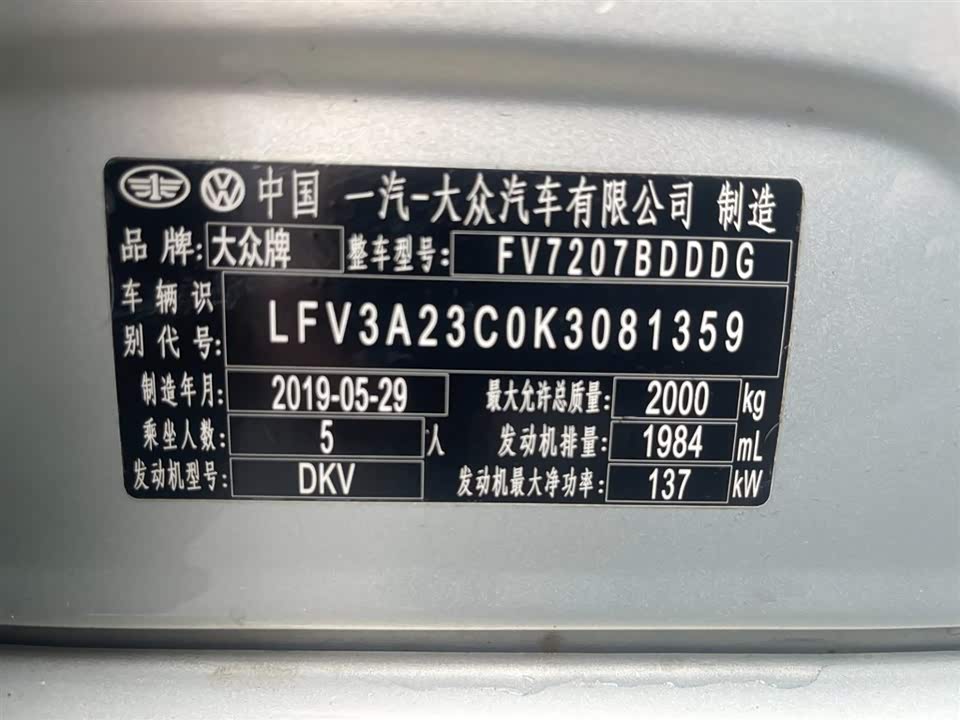 中国 一汽-大众汽车有限公司 制造
品牌: 大众牌 整车型号: FV7207BDDDG
车辆识别代号: LFV3A23C0K3081359
制造年月: 2019-05-29 最大允许总质量: 2000 kg
乘坐人数: 5 人 发动机排量: 1984 mL
发动机型号: DKV 发动机最大净功率: 137 kW